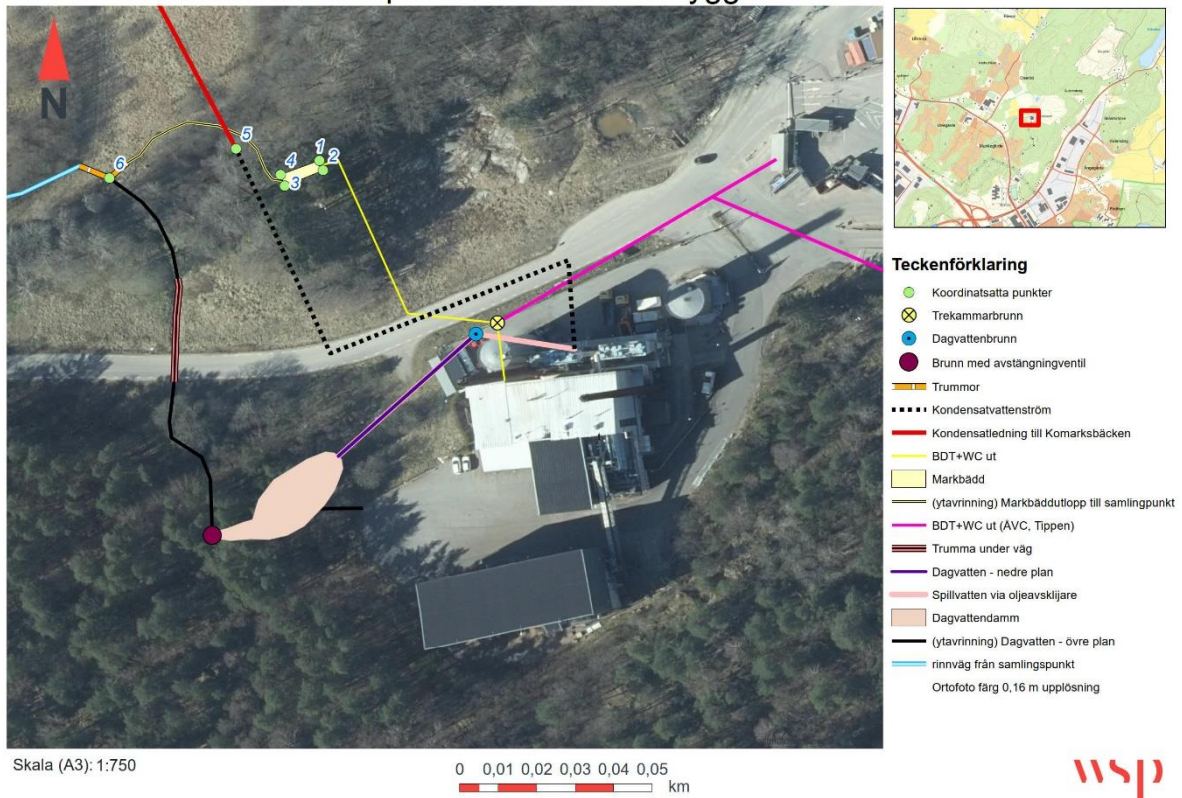 N
1
2
3
4
5
6
Teckenförklaring
Koordinatsatta punkter
Trekammarbrunn
Dagvattenbrunn
Brunn med avstängningventil
Trummor
Kondensatvattenström
Kondensatledning till Komarksbäcken
BDT+WC ut
Markbädd
(ytavrinning) Markbäddutlopp till samlingpunkt
BDT+WC ut (ÅVC, Tippen)
Trumma under väg
Dagvatten - nedre plan
Spillvatten via oljeavsklijare
Dagvattendamm
(ytavrinning) Dagvatten - övre plan
rinnväg från samlingspunkt
Ortofoto färg 0,16 m upplösning
Skala (A3): 1:750
0 0,01 0,02 0,03 0,04 0,05
km
wsp